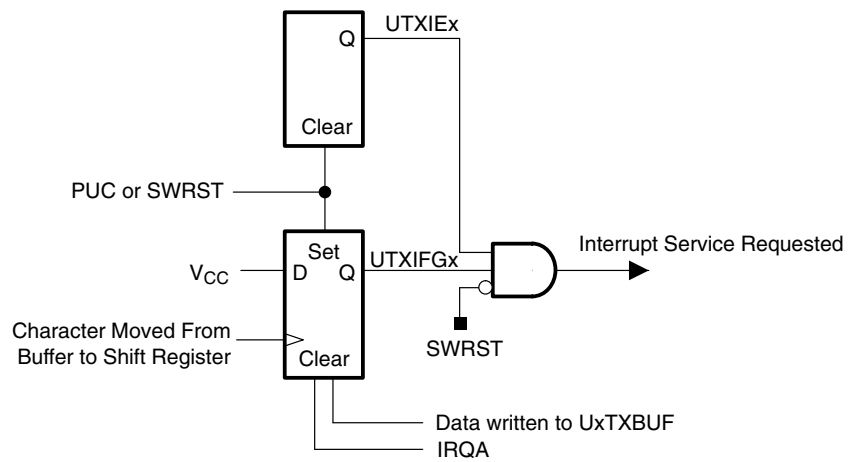 Q
UTXIEx
Clear
PUC or SWRST
Set
UTXIFGx
Interrupt Service Requested
VCC
D
Q
Character Moved From
Buffer to Shift Register
Clear
SWRST
Data written to UxTXBUF
IRQA